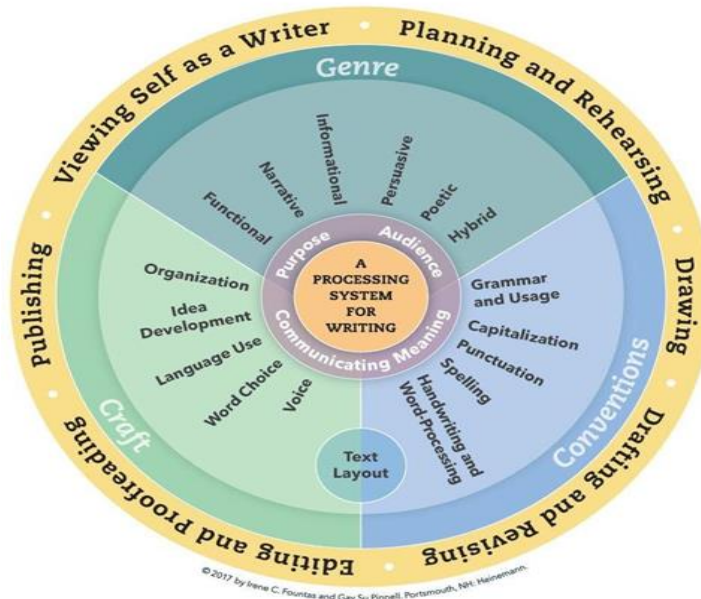 Viewing Self as a Writer
Planning and Rehearsing
Drawing
Drafting and Revising
Editing and Proofreading
Publishing
Genre
Functional
Narrative
Informational
Persuasive
Poetic
Hybrid
Purpose
Audience
Communicating Meaning
A
PROCESSING
SYSTEM
FOR
WRITING
Organization
Idea
Development
Language Use
Word Choice
Voice
Craft
Grammar
and Usage
Capitalization
Punctuation
Spelling
Handwriting and
Word-Processing
Conventions
Text
Layout
© 2017 by Irene C. Fountas and Gay Su Pinnell. Portsmouth, NH: Heinemann.